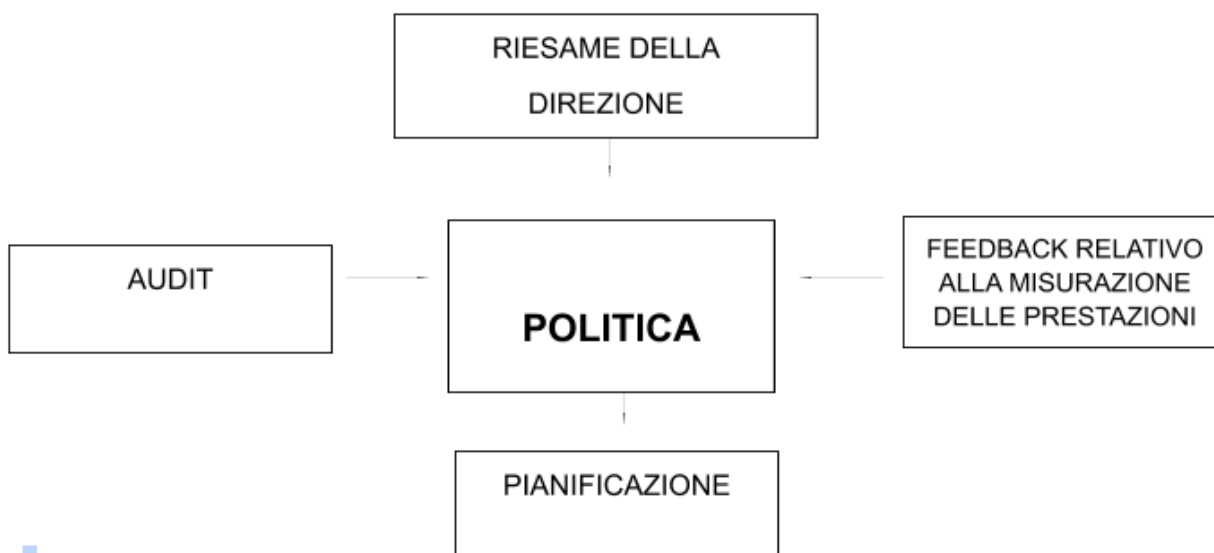 RIESAME DELLA
DIREZIONE
AUDIT
POLITICA
FEEDBACK RELATIVO
ALLA MISURAZIONE
DELLE PRESTAZIONI
PIANIFICAZIONE